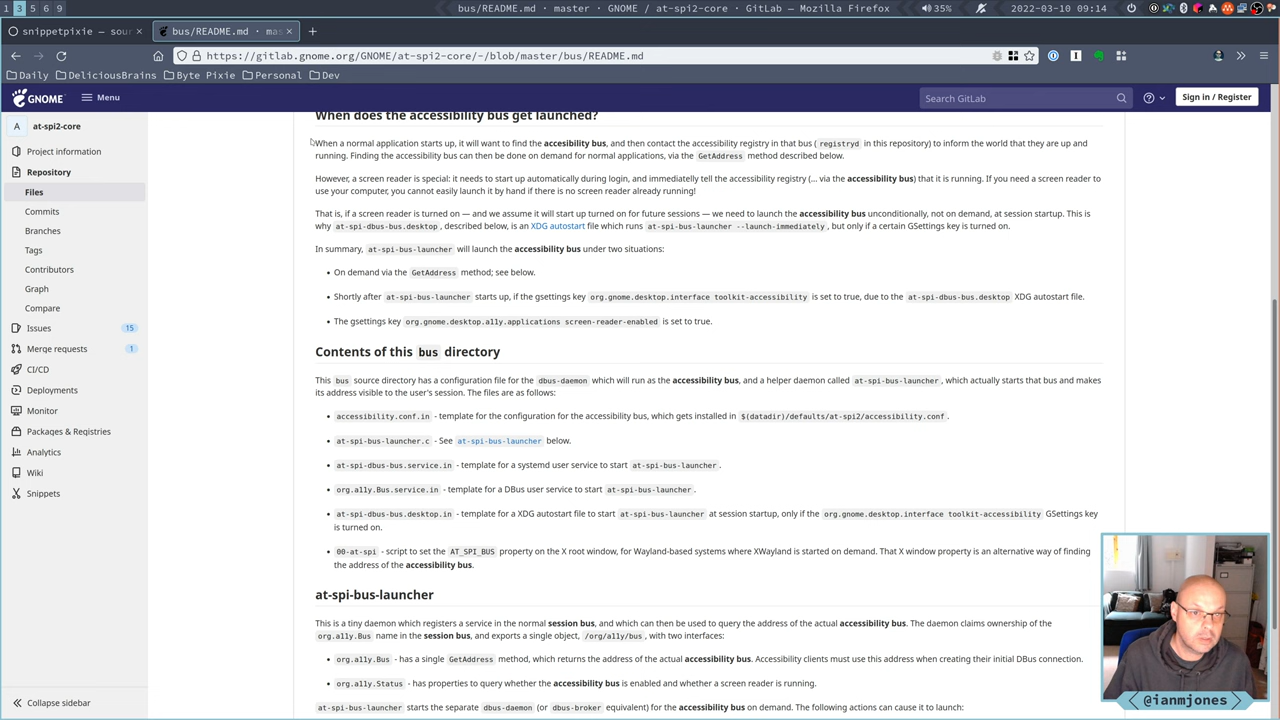 1 3 5 8 9
bus/README.md · master · GNOME / at-spi2-core · GitLab — Mozilla Firefox
35%
2022-03-10 09:14
snippetpixie — sour
bus/README.md · mas
https://gitlab.gnome.org/GNOME/at-spi2-core/-/blob/master/bus/README.md
Daily DeliciousBrains Byte Pixie Personal Dev
GNOME
Menu
Search GitLab
Sign in / Register
A at-spi2-core
Project information
Repository
Files
Commits
Branches
Tags
Contributors
Graph
Compare
Issues 15
Merge requests 1
CI/CD
Deployments
Monitor
Packages & Registries
Analytics
Wiki
Snippets
Collapse sidebar
When does the accessibility bus get launched?
When a normal application starts up, it will want to find the accesibility bus, and then contact the accessibility registry in that bus ( registryd in this repository) to inform the world that they are up and
running. Finding the accessibility bus can then be done on demand for normal applications, via the GetAddress method described below.
However, a screen reader is special: it needs to start up automatically during login, and immediatelly tell the accessibility registry (... via the accessibility bus) that it is running. If you need a screen reader to
use your computer, you cannot easily launch it by hand if there is no screen reader already running!
That is, if a screen reader is turned on — and we assume it will start up turned on for future sessions — we need to launch the accessibility bus unconditionally, not on demand, at session startup. This is
why at-spi-dbus-bus.desktop, described below, is an XDG autostart file which runs at-spi-bus-launcher --launch-immediately, but only if a certain GSettings key is turned on.
In summary, at-spi-bus-launcher will launch the accessibility bus under two situations:
• On demand via the GetAddress method; see below.
• Shortly after at-spi-bus-launcher starts up, if the gsettings key org.gnome.desktop.interface toolkit-accessibility is set to true, due to the at-spi-dbus-bus.desktop XDG autostart file.
• The gsettings key org.gnome.desktop.a11y.applications screen-reader-enabled is set to true.
Contents of this bus directory
This bus source directory has a configuration file for the dbus-daemon which will run as the accessibility bus, and a helper daemon called at-spi-bus-launcher, which actually starts that bus and makes
its address visible to the user's session. The files are as follows:
• accessibility.conf.in - template for the configuration for the accessibility bus, which gets installed in $(datadir)/defaults/at-spi2/accessibility.conf.
• at-spi-bus-launcher.c - See at-spi-bus-launcher below.
• at-spi-dbus-bus.service.in - template for a systemd user service to start at-spi-bus-launcher.
• org.a11y.Bus.service.in - template for a DBus user service to start at-spi-bus-launcher.
• at-spi-dbus-bus.desktop.in - template for a XDG autostart file to start at-spi-bus-launcher at session startup, only if the org.gnome.desktop.interface toolkit-accessibility GSettings key
is turned on.
• 00-at-spi - script to set the AT_SPI_BUS property on the X root window, for Wayland-based systems where XWayland is started on demand. That X window property is an alternative way of finding
the address of the accessibility bus.
at-spi-bus-launcher
This is a tiny daemon which registers a service in the normal session bus, and which can then be used to query the address of the actual accessibility bus. The daemon claims ownership of the
org.a11y.Bus name in the session bus, and exports a single object, /org/a11y/bus, with two interfaces:
• org.a11y.Bus - has a single GetAddress method, which returns the address of the actual accessibility bus. Accessibility clients must use this address when creating their initial DBus connection.
• org.a11y.Status - has properties to query whether the accessibility bus is enabled and whether a screen reader is running.
at-spi-bus-launcher starts the separate dbus-daemon (or dbus-broker equivalent) for the accessibility bus on demand. The following actions can cause it to launch:
@ianmjones